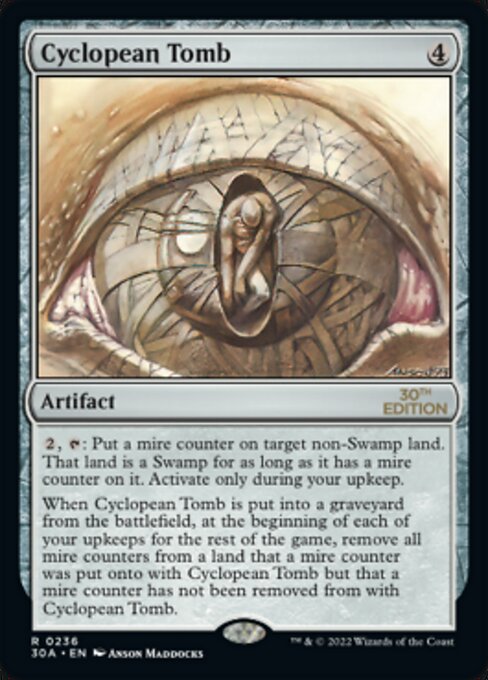 Cyclopean Tomb 4
Artifact
30TH
EDITION
2, : Put a mire counter on target non-Swamp land.
That land is a Swamp for as long as it has a mire
counter on it. Activate only during your upkeep.
When Cyclopean Tomb is put into a graveyard
from the battlefield, at the beginning of each of
your upkeeps for the rest of the game, remove all
mire counters from a land that a mire counter
was put onto with Cyclopean Tomb but that a
mire counter has not been removed from with
Cyclopean Tomb.
R 0236 ™ & © 2022 Wizards of the Coast
30A • EN Anson Maddocks